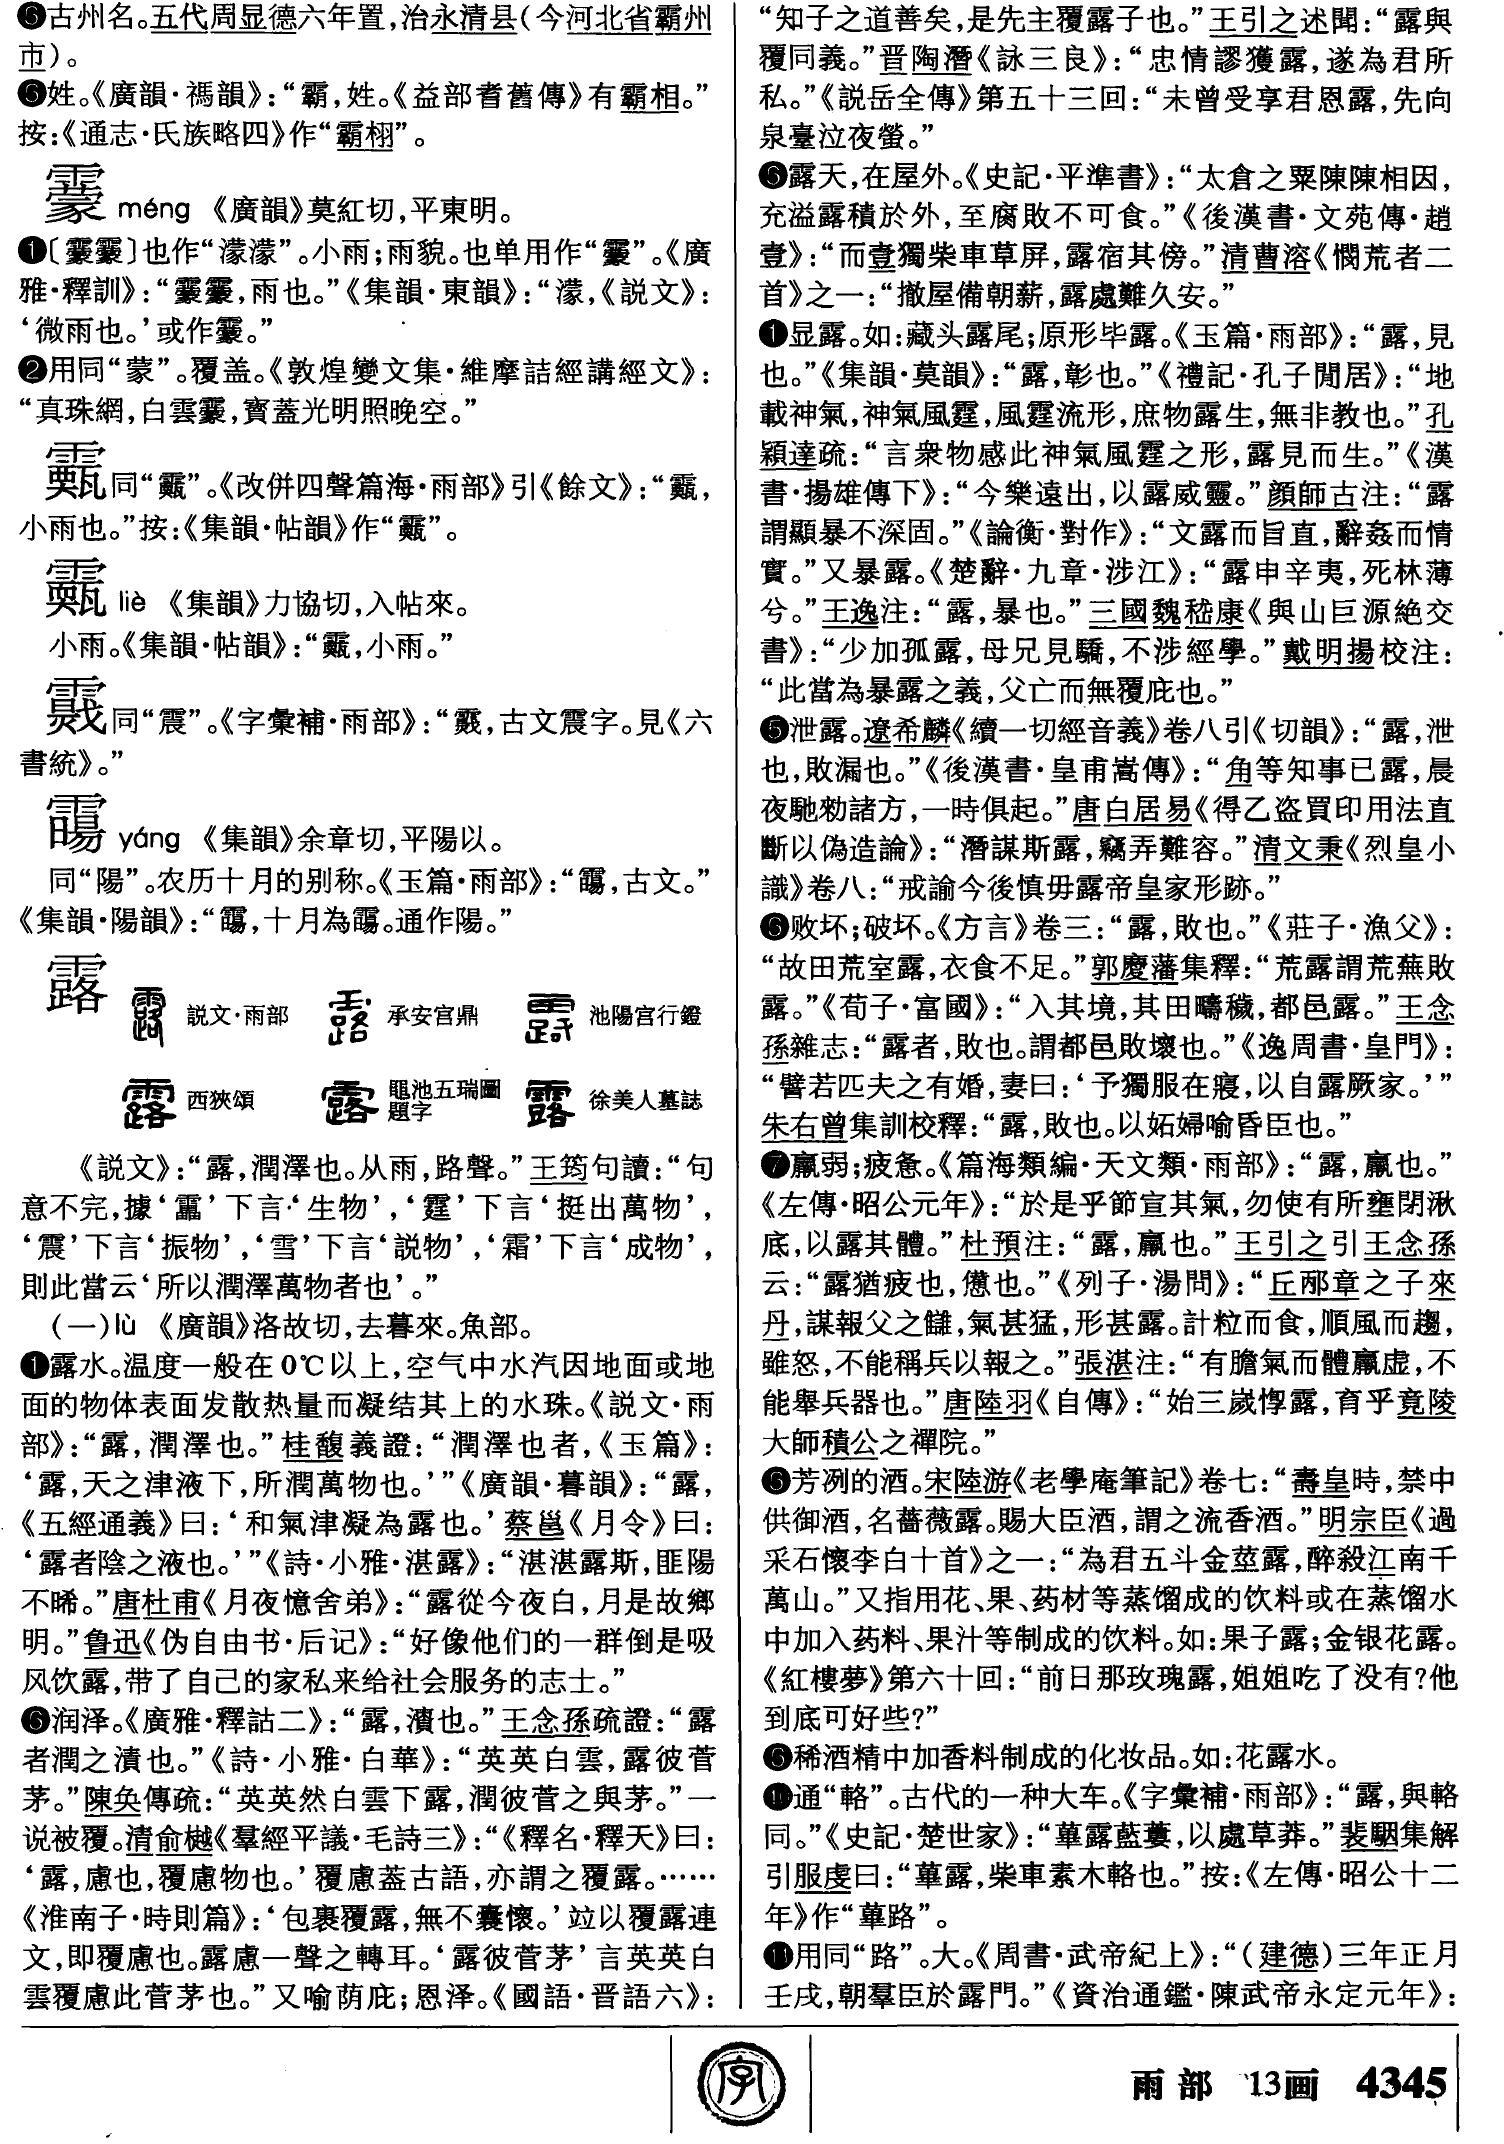 ❻古州名。五代周显德六年置，治永清县（今河北省霸州
市）。
❺姓。《廣韻·禡韻》：“霸，姓。《益部耆舊傳》有霸相。”
按：《通志·氏族略四》作“霸栩”。
靀 méng 《廣韻》莫紅切，平東明。
❶〔靀靀〕也作“濛濛”。小雨；雨貌。也单用作“靀”。《廣
雅·釋訓》：“靀靀，雨也。”《集韻·東韻》：“濛，《説文》：
‘微雨也。’或作靀。”
❷用同“蒙”。覆盖。《敦煌變文集·維摩詰經講經文》：
“真珠網，白雲靀，寳蓋光明照晚空。”
同“”。《改併四聲篇海·雨部》引《餘文》：“，
小雨也。”按：《集韻·帖韻》作“”。
liè 《集韻》力協切，入帖來。
小雨。《集韻·帖韻》：“，小雨。”
同“震”。《字彙補·雨部》：“，古文震字。見《六
書統》。”
yáng 《集韻》余章切，平陽以。
同“陽”。农历十月的别称。《玉篇·雨部》：“，古文。”
《集韻·陽韻》：“，十月為。通作陽。”
露
説文·雨部 承安宫鼎 池陽宫行鐙
西狹頌 黽池五瑞圖題字 徐美人墓誌
《説文》：“露，潤澤也。从雨，路聲。”王筠句讀：“句
意不完，據‘靁’下言‘生物’，‘霆’下言‘挺出萬物’，
‘震’下言‘振物’，‘雪’下言‘説物’，‘霜’下言‘成物’，
則此當云‘所以潤澤萬物者也’。”
（一）lù 《廣韻》洛故切，去暮來。魚部。
❶露水。温度一般在0℃以上，空气中水汽因地面或地
面的物体表面发散热量而凝结其上的水珠。《説文·雨
部》：“露，潤澤也。”桂馥義證：“潤澤也者，《玉篇》：
‘露，天之津液下，所潤萬物也。’”《廣韻·暮韻》：“露，
《五經通義》曰：‘和氣津凝為露也。’蔡邕《月令》曰：
‘露者陰之液也。’”《詩·小雅·湛露》：“湛湛露斯，匪陽
不晞。”唐杜甫《月夜憶舍弟》：“露從今夜白，月是故鄉
明。”鲁迅《伪自由书·后记》：“好像他们的一群倒是吸
风饮露，带了自己的家私来给社会服务的志士。”
❻润泽。《廣雅·釋詁二》：“露，濆也。”王念孫疏證：“露
者潤之漬也。”《詩·小雅·白華》：“英英白雲，露彼菅
茅。”陳奂傳疏：“英英然白雲下露，潤彼菅之與茅。”一
说被覆。清俞樾《羣經平議·毛詩三》：“《釋名·釋天》曰：
‘露，慮也，覆慮物也。’覆慮蓋古語，亦謂之覆露。……
《淮南子·時則篇》：‘包裹覆露，無不囊懷。’竝以覆露連
文，即覆慮也。露慮一聲之轉耳。‘露彼菅茅’言英英白
雲覆慮此菅茅也。”又喻荫庇；恩泽。《國語·晋語六》：
“知子之道善矣，是先主覆露子也。”王引之述聞：“露與
覆同義。”晋陶潛《詠三良》：“忠情謬獲露，遂為君所
私。”《説岳全傳》第五十三回：“未曾受享君恩露，先向
泉臺泣夜螢。”
❺露天，在屋外。《史記·平準書》：“太倉之粟陳陳相因，
充溢露積於外，至腐敗不可食。”《後漢書·文苑傳·趙
壹》：“而壹獨柴車草屏，露宿其傍。”清曹溶《憫荒者二
首》之一：“撤屋備朝薪，露處難久安。”
❶显露。如：藏头露尾；原形毕露。《玉篇·雨部》：“露，見
也。”《集韻·莫韻》：“露，彰也。”《禮記·孔子閒居》：“地
載神氣，神氣風霆，風霆流形，庶物露生，無非教也。”孔
穎達疏：“言衆物感此神氣風霆之形，露見而生。”《漢
書·揚雄傳下》：“今樂遠出，以露威靈。”顔師古注：“露
謂顯暴不深固。”《論衡·對作》：“文露而旨直，辭姦而情
實。”又暴露。《楚辭·九章·涉江》：“露申辛夷，死林薄
兮。”王逸注：“露，暴也。”三國魏嵇康《與山巨源絶交
書》：“少加孤露，母兄見驕，不涉經學。”戴明揚校注：
“此當為暴露之義，父亡而無覆庇也。”
❺泄露。遼希麟《續一切經音義》卷八引《切韻》：“露，泄
也，敗漏也。”《後漢書·皇甫嵩傳》：“角等知事已露，晨
夜馳勑諸方，一時俱起。”唐白居易《得乙盗買印用法直
斷以偽造論》：“潛謀斯露，竊弄難容。”清文秉《烈皇小
識》卷八：“戒諭今後慎毋露帝皇家形跡。”
❻败坏；破坏。《方言》卷三：“露，敗也。”《莊子·漁父》：
“故田荒室露，衣食不足。”郭慶藩集釋：“荒露謂荒蕪敗
露。”《荀子·富國》：“入其境，其田疇穢，都邑露。”王念
孫雜志：“露者，敗也。謂都邑敗壞也。”《逸周書·皇門》：
“譬若匹夫之有婚，妻曰：‘予獨服在寢，以自露厥家。’”
朱右曾集訓校釋：“露，敗也。以妬婦喻昏臣也。”
❼羸弱；疲惫。《篇海類編·天文類·雨部》：“露，羸也。”
《左傳·昭公元年》：“於是乎節宣其氣，勿使有所壅閉湫
底，以露其體。”杜預注：“露，羸也。”王引之引王念孫
云：“露猶疲也，憊也。”《列子·湯問》：“丘邴章之子來
丹，謀報父之讎，氣甚猛，形甚露。計粒而食，順風而趨，
雖怒，不能稱兵以報之。”張湛注：“有膽氣而體羸虚，不
能舉兵器也。”唐陸羽《自傳》：“始三歲惸露，育乎竟陵
大師積公之禪院。”
❻芳冽的酒。宋陸游《老學庵筆記》卷七：“壽皇時，禁中
供御酒，名薔薇露。賜大臣酒，謂之流香酒。”明宗臣《過
采石懷李白十首》之一：“為君五斗金莖露，醉殺江南千
萬山。”又指用花、果、药材等蒸馏成的饮料或在蒸馏水
中加入药料、果汁等制成的饮料。如：果子露；金银花露。
《紅樓夢》第六十回：“前日那玫瑰露，姐姐吃了没有？他
到底可好些？”
❻稀酒精中加香料制成的化妆品。如：花露水。
⓫通“輅”。古代的一种大车。《字彙補·雨部》：“露，與輅
同。”《史記·楚世家》：“蓽露藍蔞，以處草莽。”裴駰集解
引服虔曰：“蓽露，柴車素木輅也。”按：《左傳·昭公十二
年》作“蓽路”。
⓫用同“路”。大。《周書·武帝紀上》：“（建德）三年正月
壬戌，朝羣臣於露門。”《資治通鑑·陳武帝永定元年》：
字
雨部 13画 4345